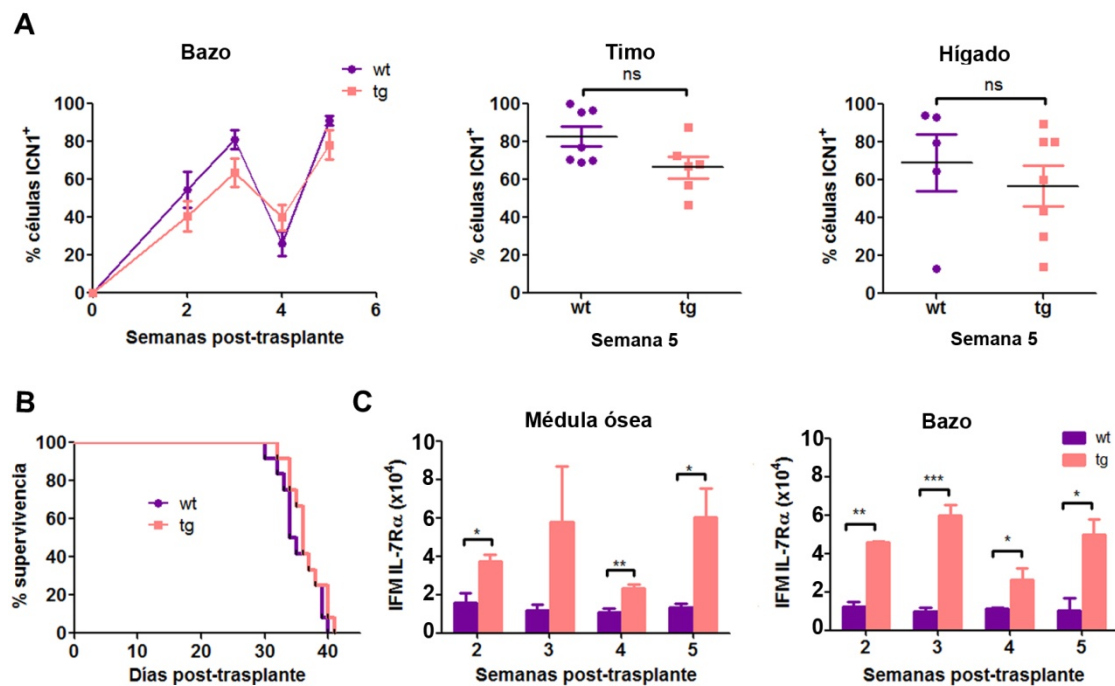 A
Bazo
wt
tg
% células ICN1+
100
80
60
40
20
0
0 2 4 6
Semanas post-trasplante
Timo
ns
% células ICN1+
100
80
60
40
20
0
wt tg
Semana 5
Hígado
ns
% células ICN1+
100
80
60
40
20
0
wt tg
Semana 5
B
% supervivencia
100
80
60
40
20
0
wt
tg
0 10 20 30 40
Días post-trasplante
C
Médula ósea
IFM IL-7Rα (x10⁴)
10
8
6
4
2
0
*
**
*
2 3 4 5
Semanas post-trasplante
Bazo
wt
tg
IFM IL-7Rα (x10⁴)
10
8
6
4
2
0
**
***
*
*
2 3 4 5
Semanas post-trasplante